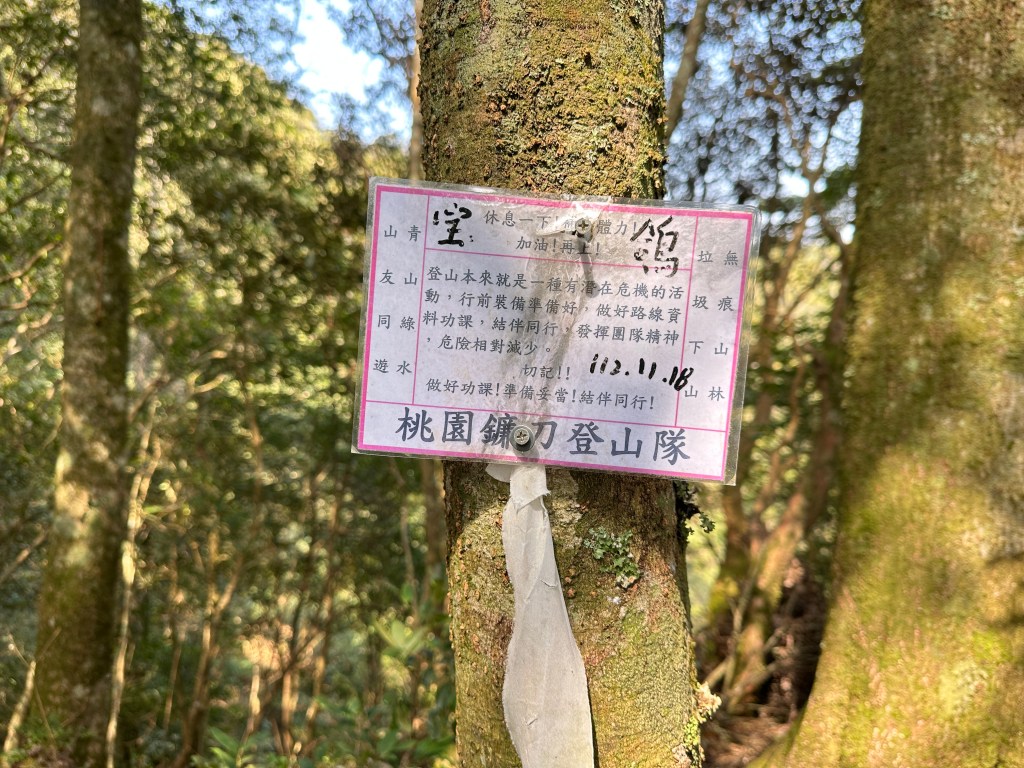 休息一下!補體力!
加油!再上!
鴿
青山綠水
山友同遊
登山本來就是一種有潛在危機的活
動，行前裝備準備好，做好路線資
料功課，結伴同行，發揮團隊精神
，危險相對減少。
切記!!
113.11.18
做好功課!準備妥當!結伴同行!
無痕山林
垃圾下山
桃園鐮刀登山隊